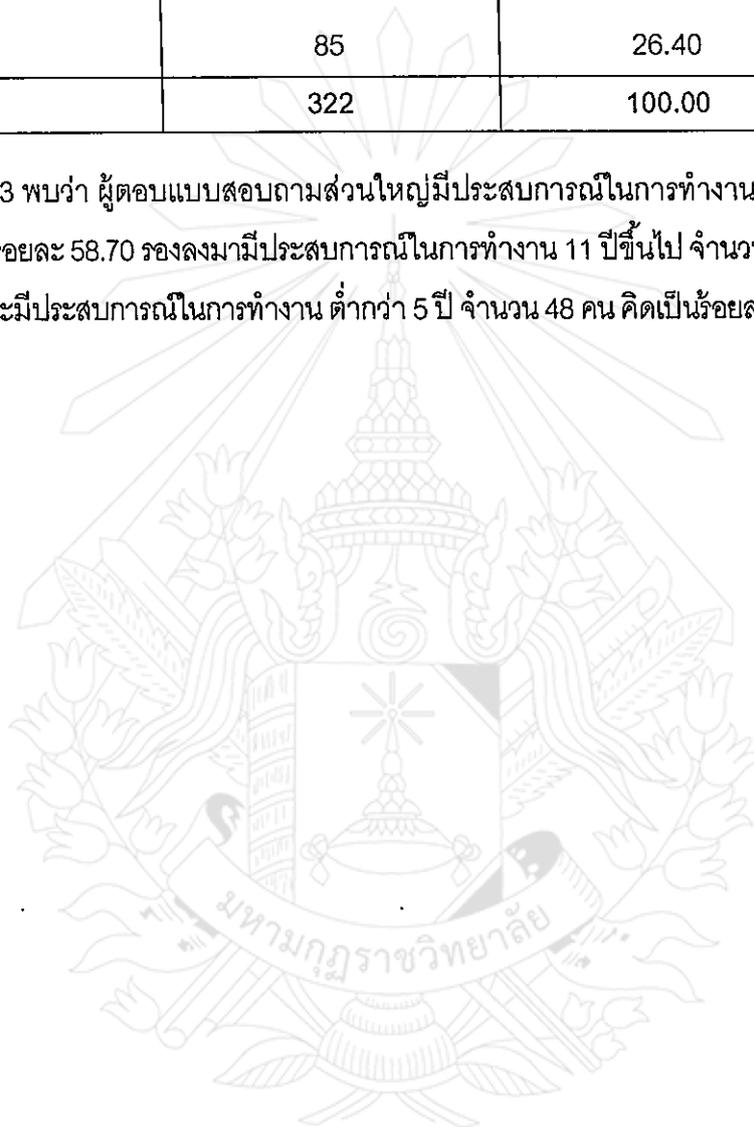 85 26.40
322 100.00
3 พบว่า ผู้ตอบแบบสอบถามส่วนใหญ่มีประสบการณ์ในการทำงาน
อยละ 58.70 รองลงมามีประสบการณ์ในการทำงาน 11 ปีขึ้นไป จำนว
ะมีประสบการณ์ในการทำงาน ต่ำกว่า 5 ปี จำนวน 48 คน คิดเป็นร้อยล
มหามกุฏราชวิทยาลัย